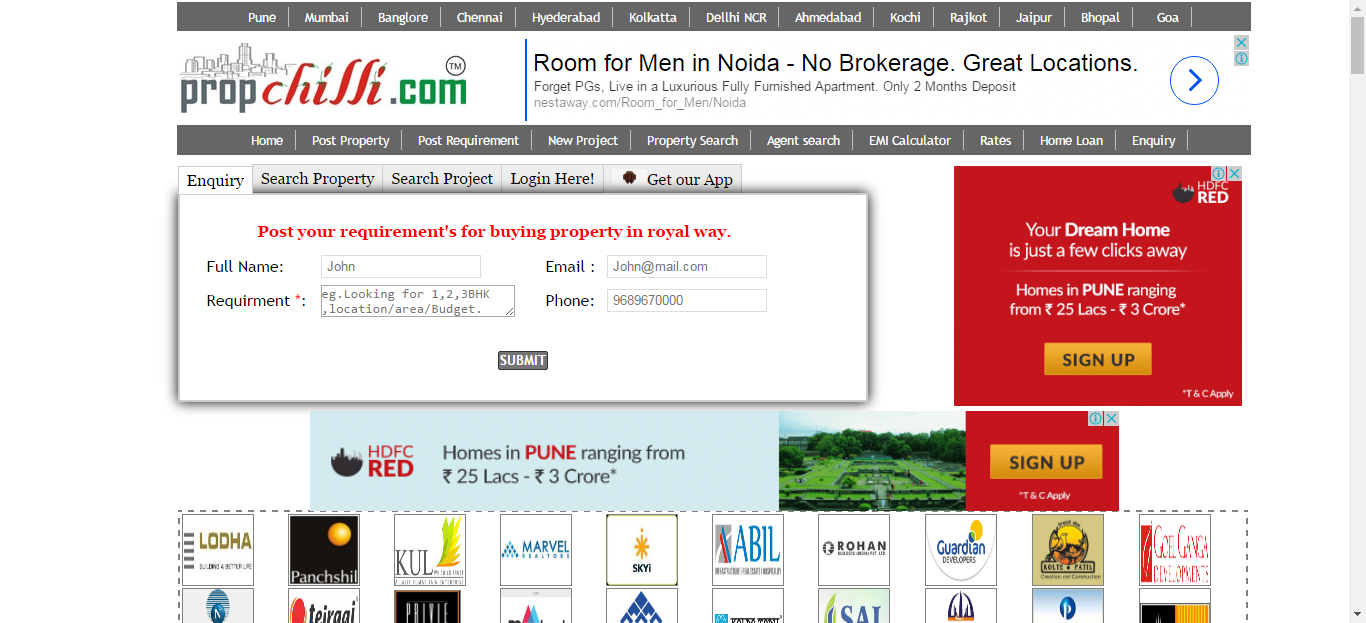 Pune Mumbai Banglore Chennai Hyederabad Kolkatta Dellhi NCR Ahmedabad Kochi Rajkot Jaipur Bhopal Goa
propchilli.com TM
Room for Men in Noida - No Brokerage. Great Locations.
Forget PGs, Live in a Luxurious Fully Furnished Apartment. Only 2 Months Deposit
nestaway.com/Room_for_Men/Noida
Home Post Property Post Requirement New Project Property Search Agent search EMI Calculator Rates Home Loan Enquiry
Enquiry Search Property Search Project Login Here! Get our App
Post your requirement's for buying property in royal way.
Full Name: John Email : John@mail.com
Requirment *: eg.Looking for 1,2,3BHK
,location/area/Budget.
Phone: 9689670000
SUBMIT
HDFC
RED
Your Dream Home
is just a few clicks away
Homes in PUNE ranging
from ₹ 25 Lacs - ₹ 3 Crore*
SIGN UP
*T & C Apply
HDFC
RED
Homes in PUNE ranging from
₹ 25 Lacs - ₹ 3 Crore*
SIGN UP
*T & C Apply
LODHA
BUILDING A BETTER LIFE
Panchshil
KUL
MARVEL
REALTORS
SKYi
ABIL
ROHAN
Guardian
DEVELOPERS
KOLTE PATIL
Creation, not Construction
GOEL GANGA
DEVELOPMENTS
N
PRIVIE